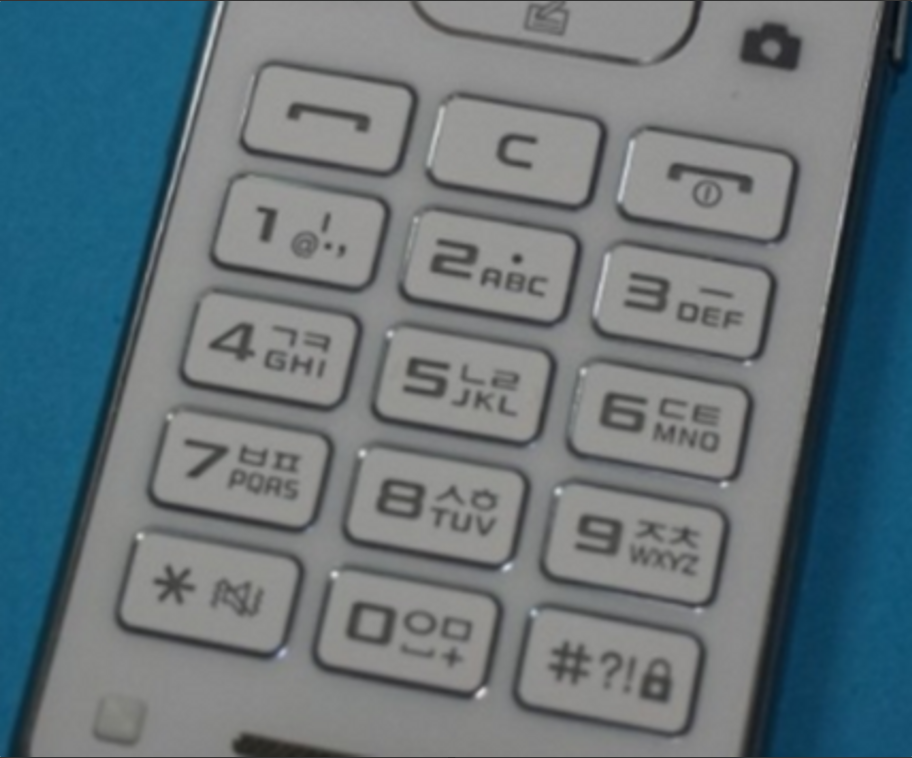 C
1 @ㅣ.,
2 · ABC
3 ㅡ DEF
4 ㄱㅋ GHI
5 ㄴㄹ JKL
6 ㄷㅌ MNO
7 ㅂㅍ PQRS
8 ㅅㅎ TUV
9 ㅈㅊ WXYZ
*
0 ㅇㅁ +
#?!